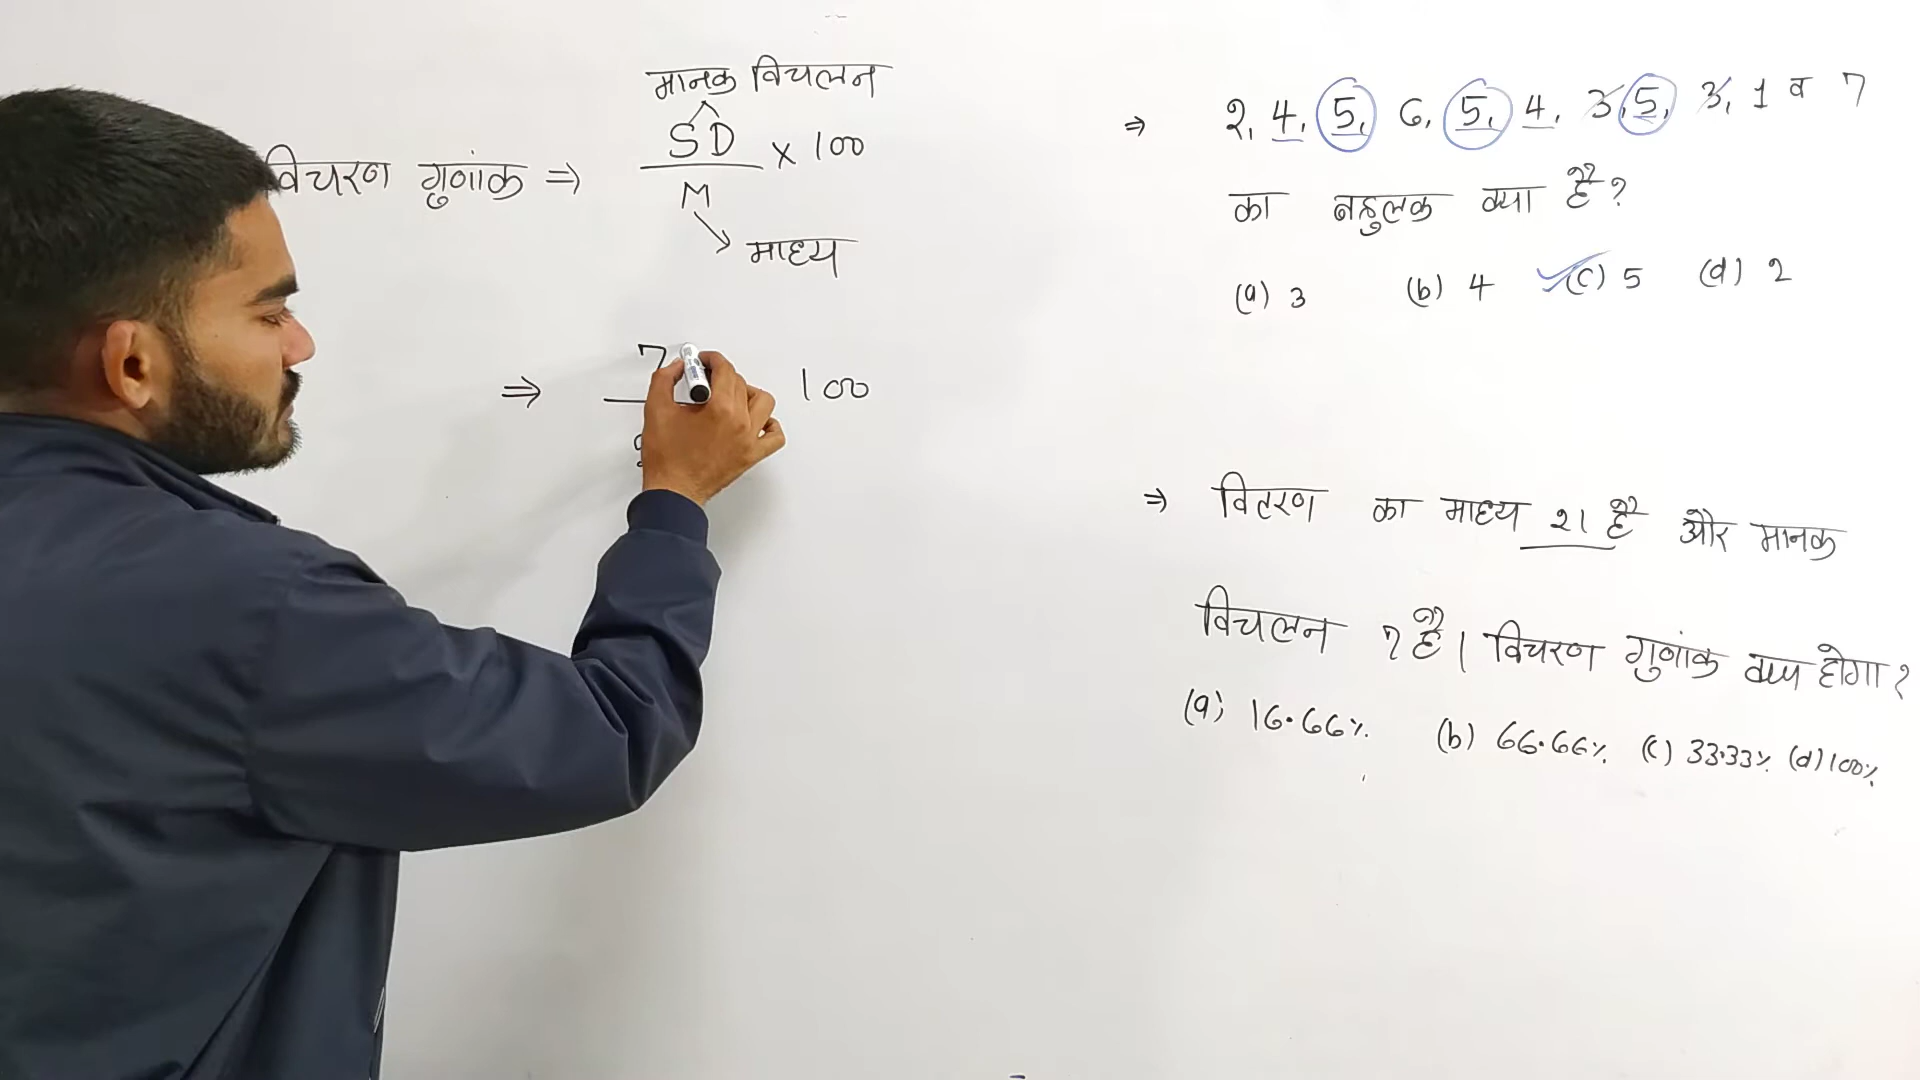 मानक विचलन
विचरण गुणांक ⇒ SD/M × 100
माध्य
⇒ 7 100
⇒ 2, 4, 5, 6, 5, 4, 3, 5, 3, 1 व 7
का बहुलक क्या है?
(a) 3 (b) 4 (c) 5 (d) 2
⇒ वितरण का माध्य 21 है और मानक
विचलन 7 है। विचरण गुणांक क्या होगा?
(a) 16.66% (b) 66.66% (c) 33.33% (d) 100%